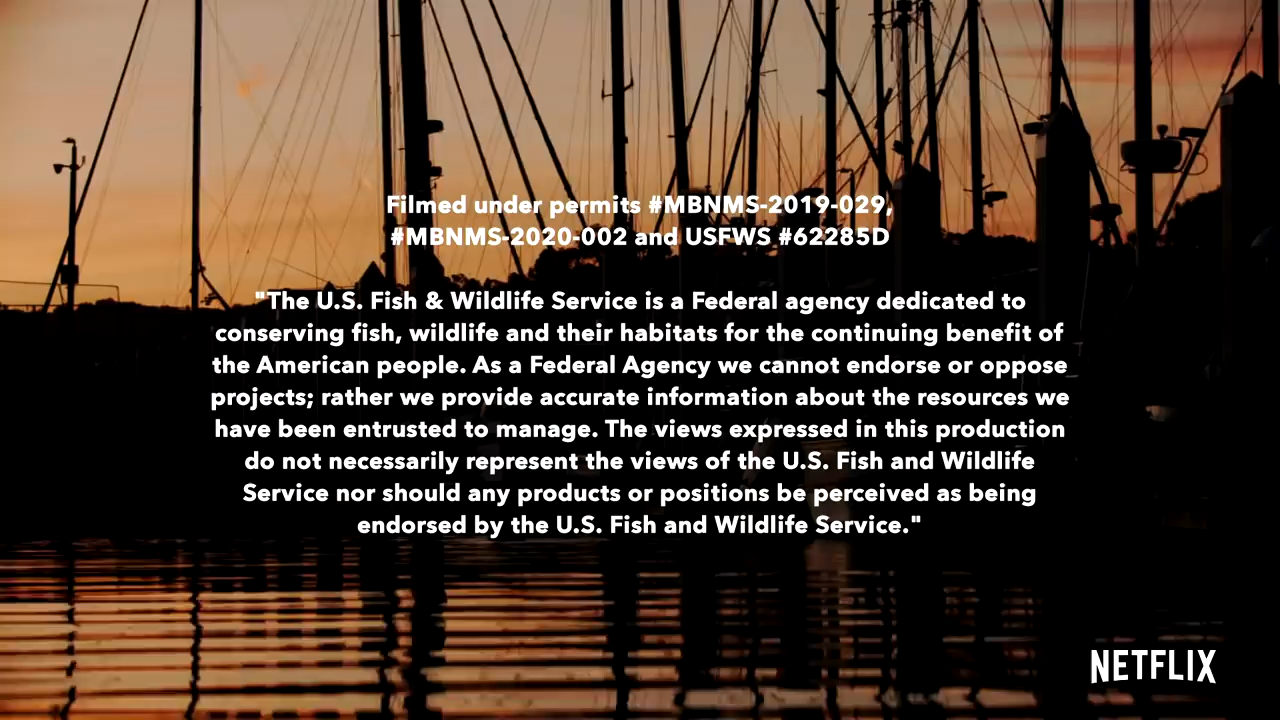 Filmed under permits #MBNMS-2019-029,
#MBNMS-2020-002 and USFWS #62285D
"The U.S. Fish & Wildlife Service is a Federal agency dedicated to
conserving fish, wildlife and their habitats for the continuing benefit of
the American people. As a Federal Agency we cannot endorse or oppose
projects; rather we provide accurate information about the resources we
have been entrusted to manage. The views expressed in this production
do not necessarily represent the views of the U.S. Fish and Wildlife
Service nor should any products or positions be perceived as being
endorsed by the U.S. Fish and Wildlife Service."
NETFLIX